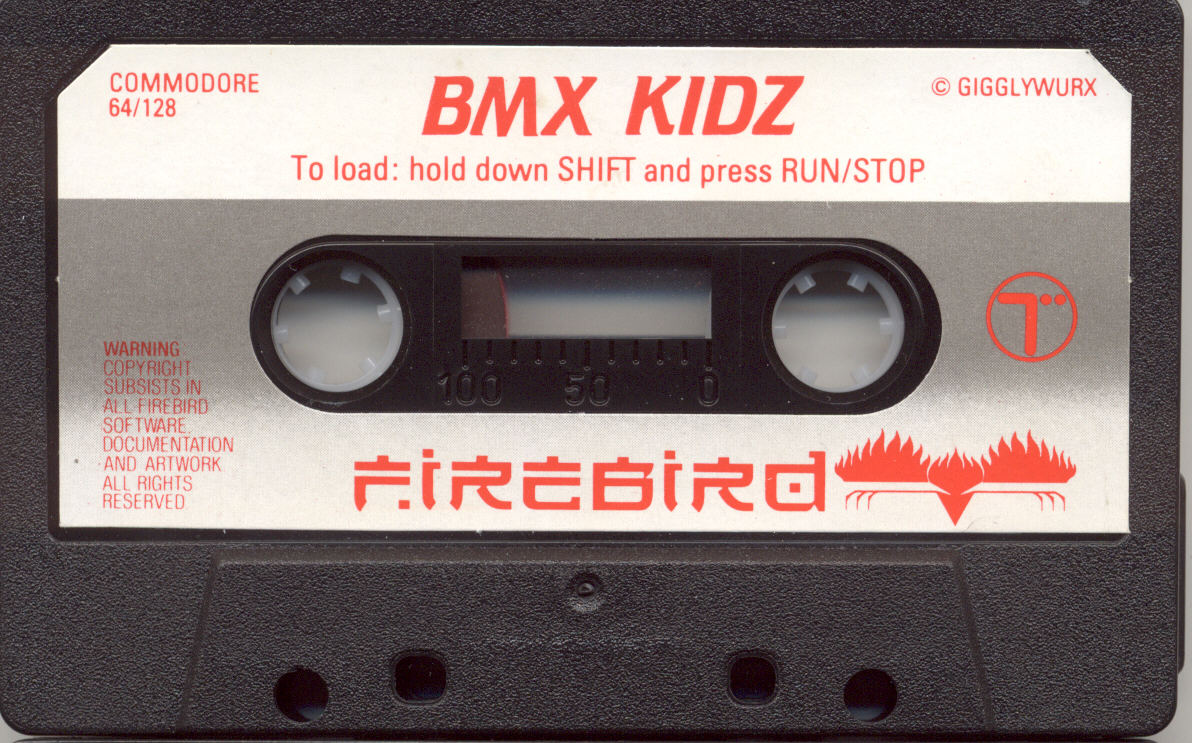 COMMODORE
64/128
BMX KIDZ
© GIGGLYWURX
To load: hold down SHIFT and press RUN/STOP
WARNING
COPYRIGHT
SUBSISTS IN
ALL FIREBIRD
SOFTWARE,
DOCUMENTATION
AND ARTWORK
ALL RIGHTS
RESERVED
100 50 0
T
FIREBIRD